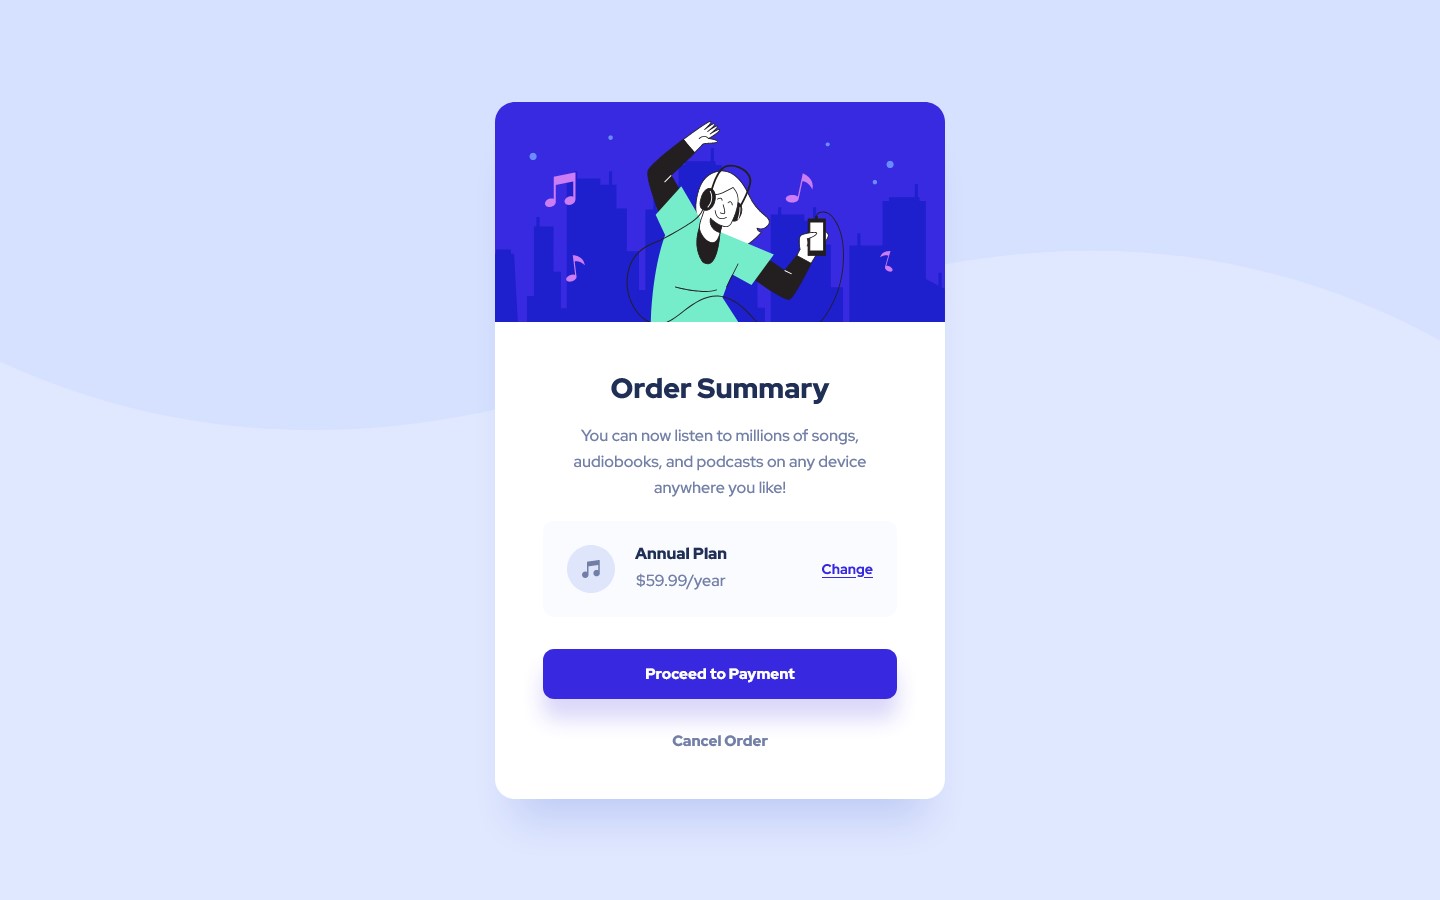 Order Summary
You can now listen to millions of songs,
audiobooks, and podcasts on any device
anywhere you like!
Annual Plan
$59.99/year
Change
Proceed to Payment
Cancel Order